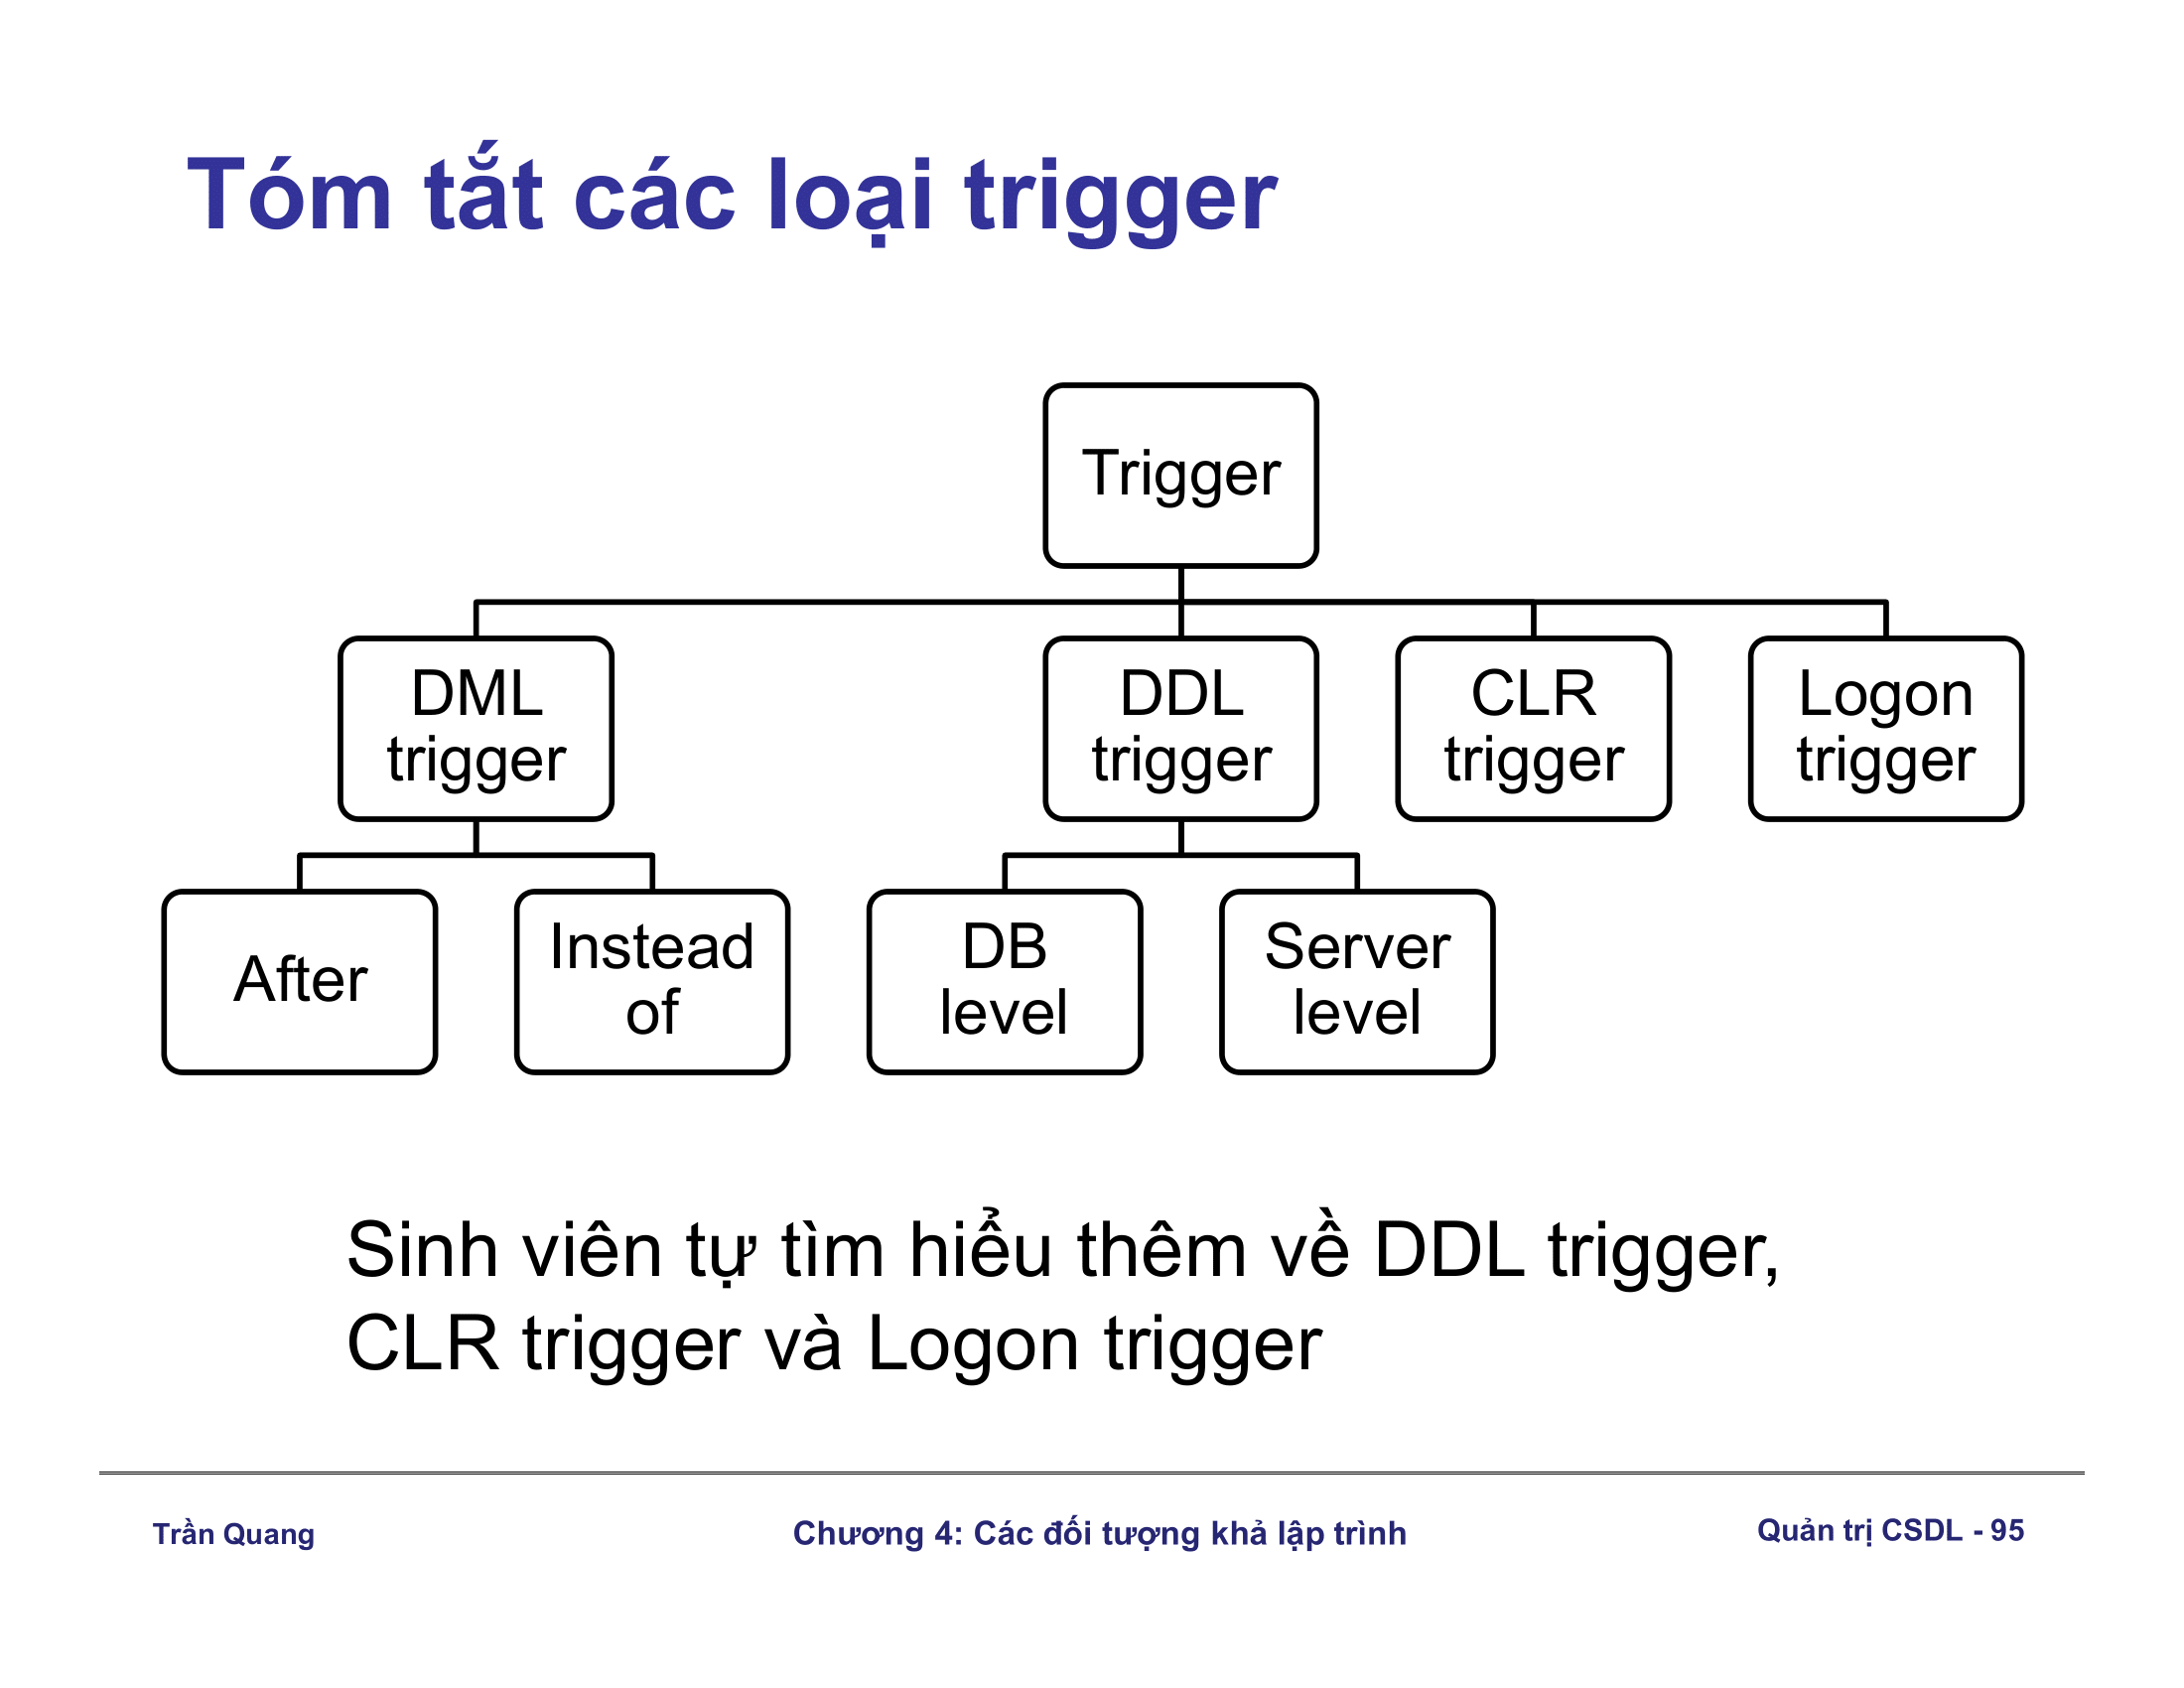 Tóm tắt các loại trigger
Trigger
DML
trigger
DDL
trigger
CLR
trigger
Logon
trigger
After
Instead
of
DB
level
Server
level
Sinh viên tự tìm hiểu thêm về DDL trigger,
CLR trigger và Logon trigger
Trần Quang
Chương 4: Các đối tượng khả lập trình
Quản trị CSDL - 95